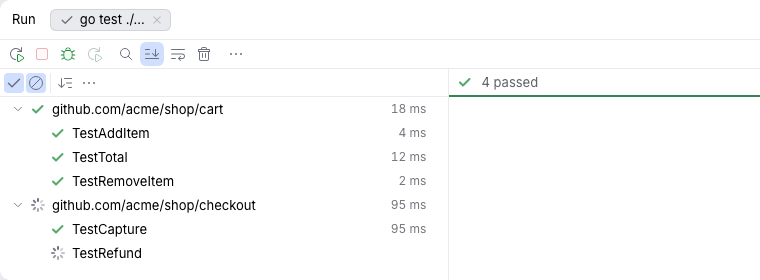 Run go test ./...
4 passed
github.com/acme/shop/cart 18 ms
TestAddItem 4 ms
TestTotal 12 ms
TestRemoveItem 2 ms
github.com/acme/shop/checkout 95 ms
TestCapture 95 ms
TestRefund